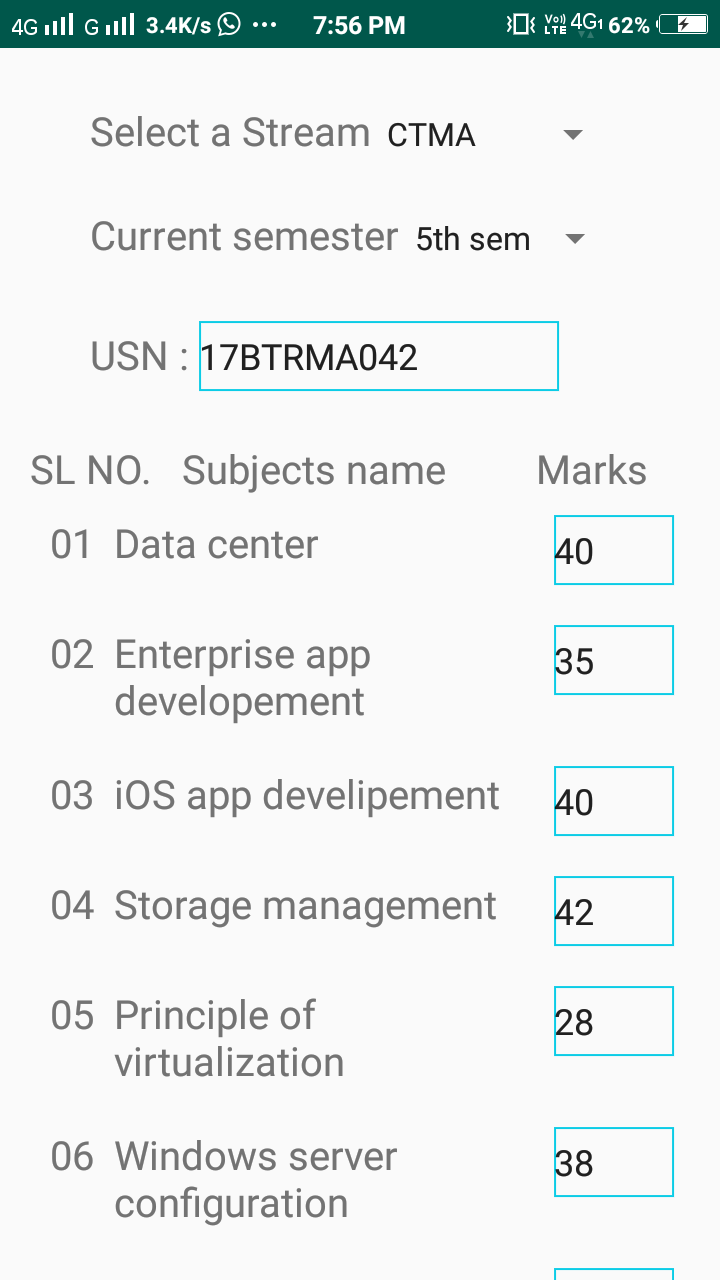 4G G 3.4K/s ... 7:56 PM Vo)) LTE 4G1 62%
Select a Stream CTMA
Current semester 5th sem
USN : 17BTRMA042
SL NO. Subjects name Marks
01 Data center 40
02 Enterprise app 35
developement
03 iOS app develipement 40
04 Storage management 42
05 Principle of 28
virtualization
06 Windows server 38
configuration